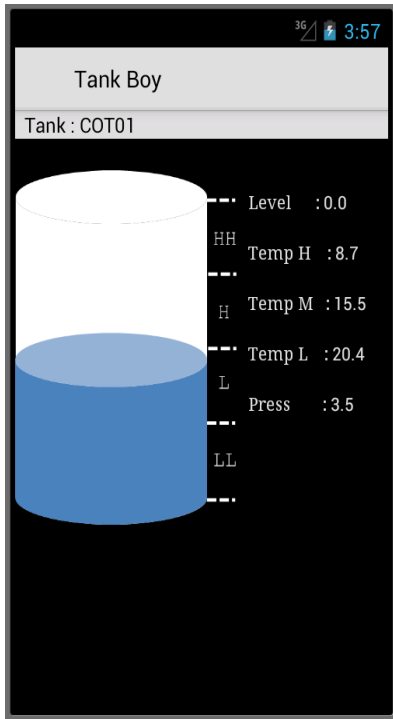 3G 3:57
Tank Boy
Tank : COT01
Level : 0.0
HH
Temp H : 8.7
H
Temp M : 15.5
Temp L : 20.4
L
Press : 3.5
LL